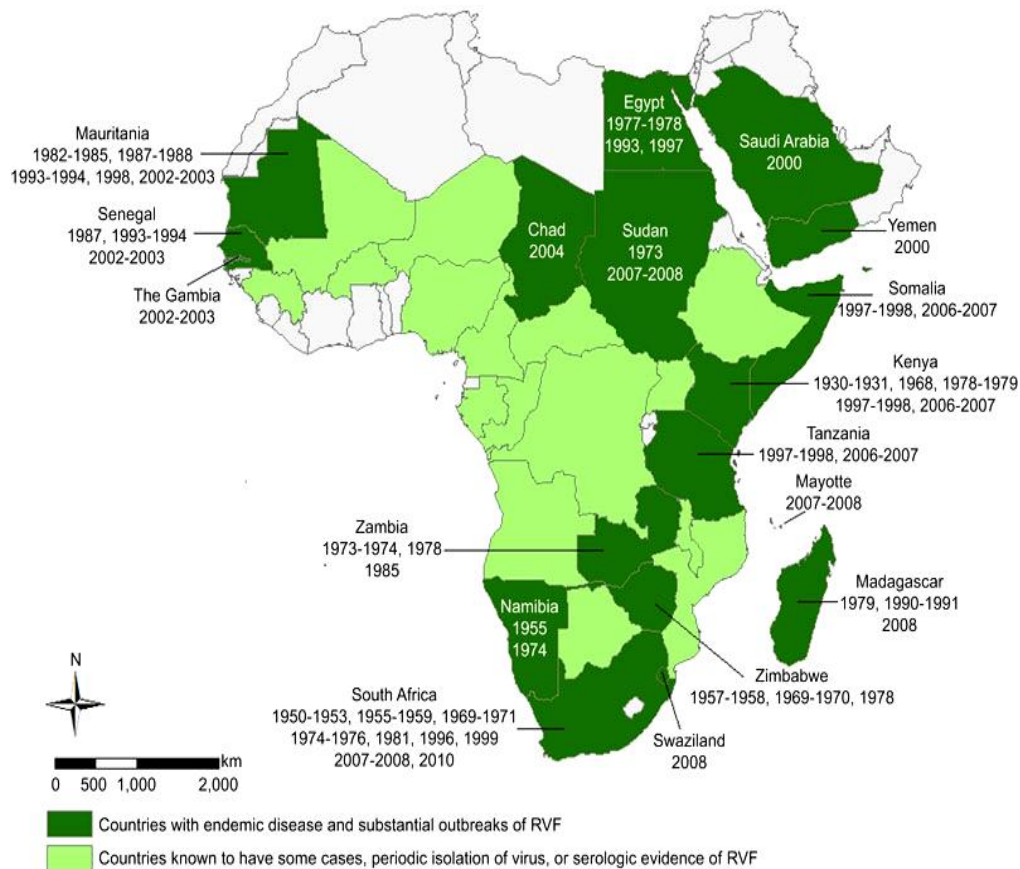 Mauritania
1982-1985, 1987-1988
1993-1994, 1998, 2002-2003
Senegal
1987, 1993-1994
2002-2003
The Gambia
2002-2003
Egypt
1977-1978
1993, 1997
Saudi Arabia
2000
Chad
2004
Sudan
1973
2007-2008
Yemen
2000
Somalia
1997-1998, 2006-2007
Kenya
1930-1931, 1968, 1978-1979
1997-1998, 2006-2007
Tanzania
1997-1998, 2006-2007
Mayotte
2007-2008
Zambia
1973-1974, 1978
1985
Madagascar
1979, 1990-1991
2008
Namibia
1955
1974
Zimbabwe
1957-1958, 1969-1970, 1978
South Africa
1950-1953, 1955-1959, 1969-1971
1974-1976, 1981, 1996, 1999
2007-2008, 2010
Swaziland
2008
N
km
0 500 1,000 2,000
Countries with endemic disease and substantial outbreaks of RVF
Countries known to have some cases, periodic isolation of virus, or serologic evidence of RVF